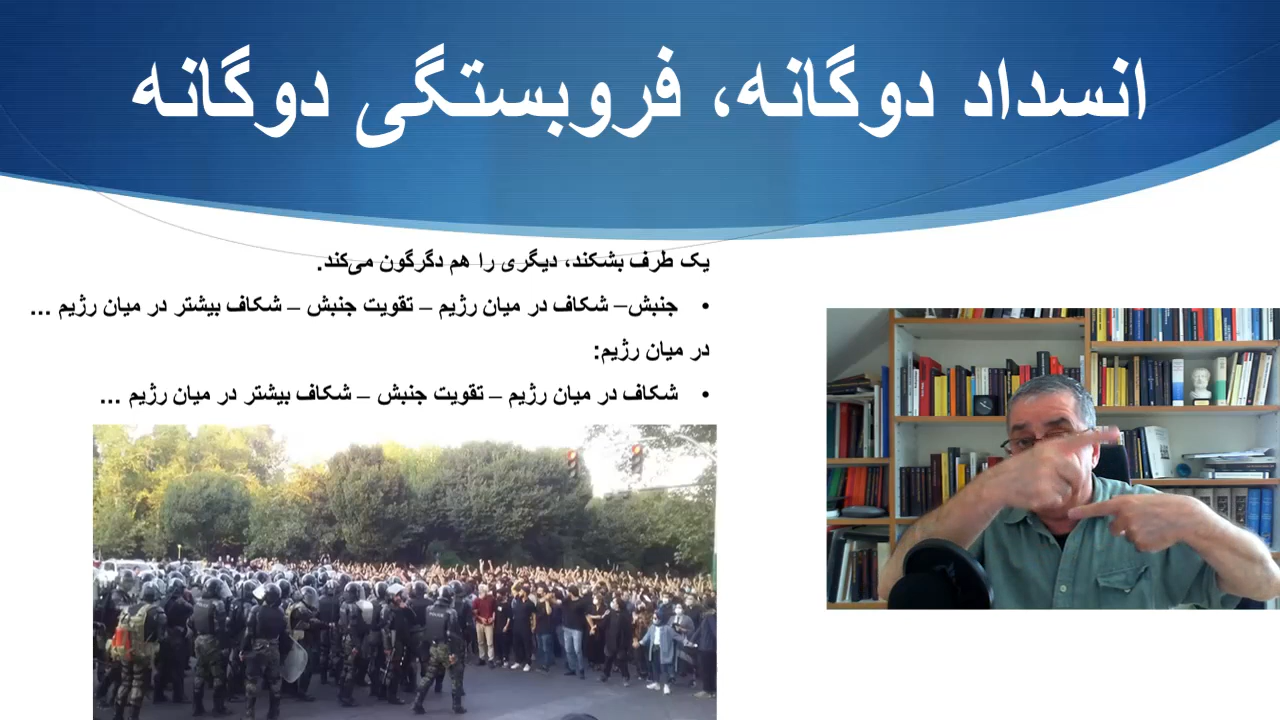 انسداد دوگانه، فروبستگی دوگانه
یک طرف بشکند، دیگری را هم دگرگون می‌کند.
• جنبش– شکاف در میان رژیم – تقویت جنبش – شکاف بیشتر در میان رژیم ...
در میان رژیم:
• شکاف در میان رژیم – تقویت جنبش – شکاف بیشتر در میان رژیم ...